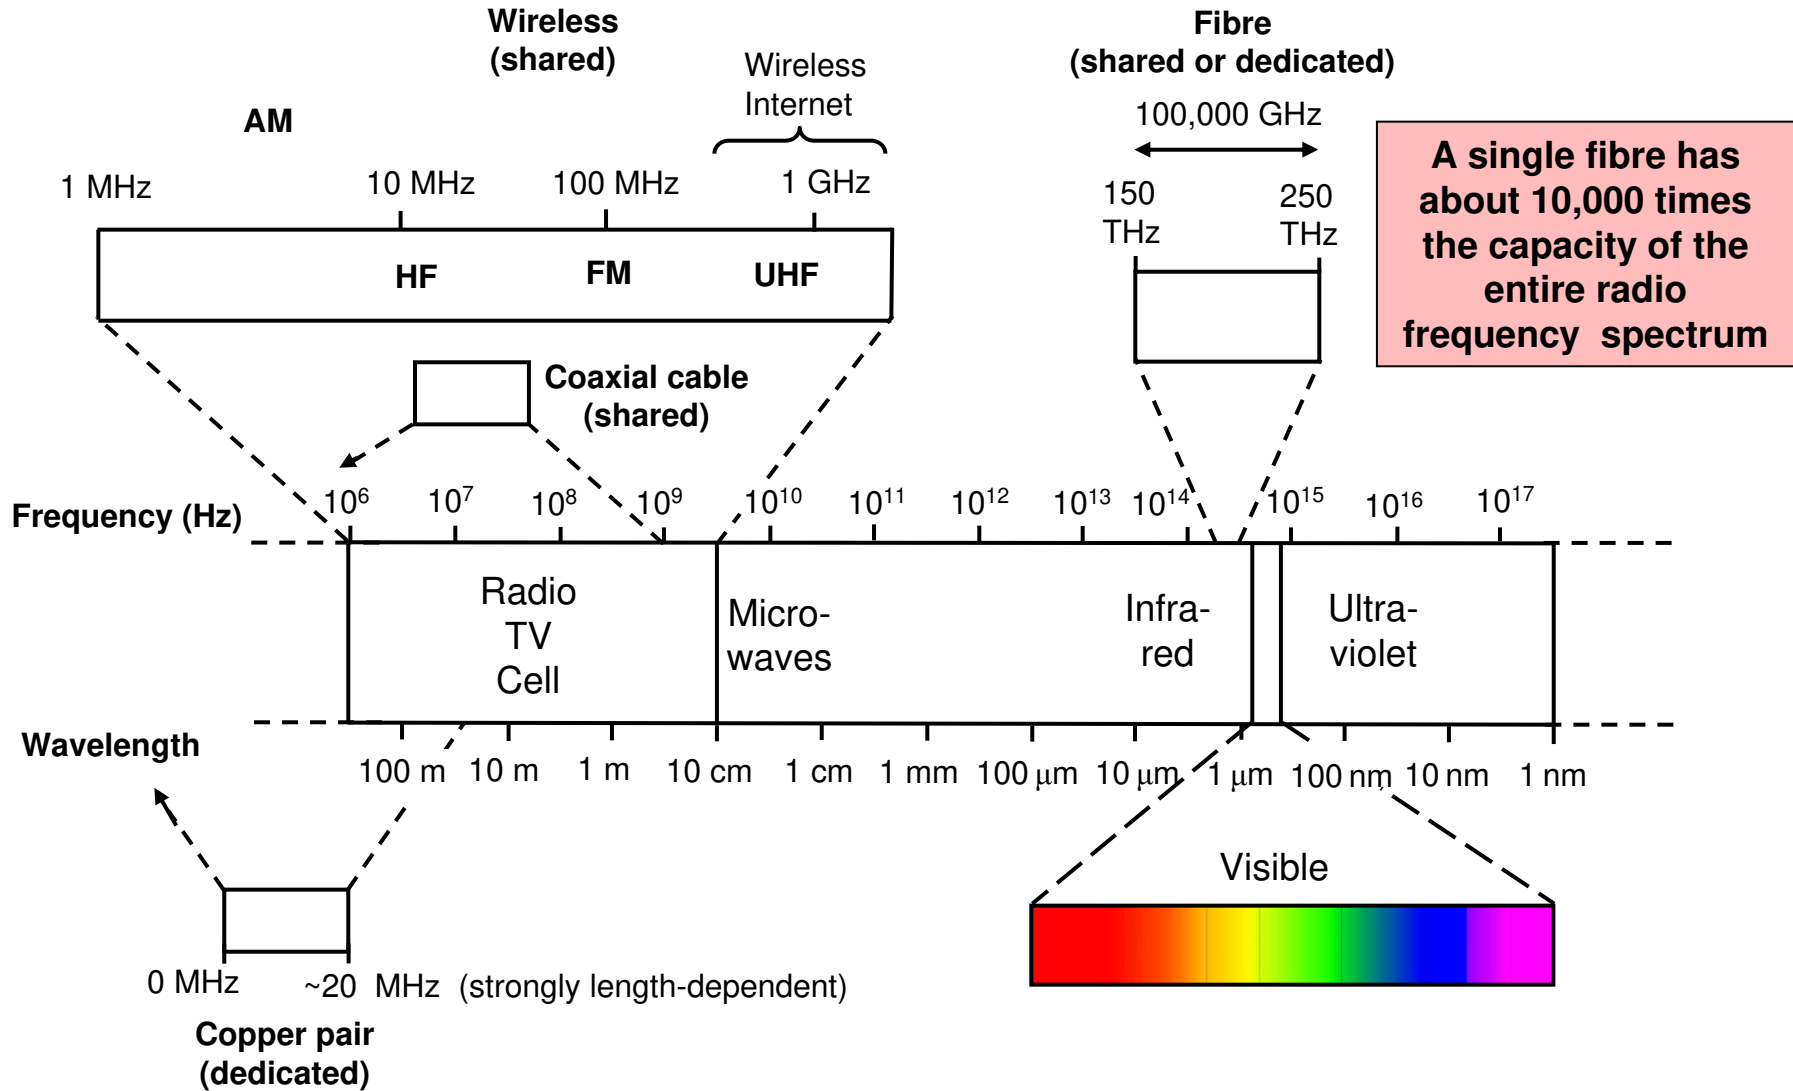 Wireless
(shared)
Fibre
(shared or dedicated)
Wireless
Internet
AM
100,000 GHz
1 MHz
10 MHz
100 MHz
1 GHz
150
THz
250
THz
A single fibre has
about 10,000 times
the capacity of the
entire radio
frequency spectrum
HF
FM
UHF
Coaxial cable
(shared)
Frequency (Hz)
10⁶ 10⁷ 10⁸ 10⁹ 10¹⁰ 10¹¹ 10¹² 10¹³ 10¹⁴ 10¹⁵ 10¹⁶ 10¹⁷
Radio
TV
Cell
Micro-
waves
Infra-
red
Ultra-
violet
Wavelength
100 m 10 m 1 m 10 cm 1 cm 1 mm 100 μm 10 μm 1 μm 100 nm 10 nm 1 nm
Visible
0 MHz
~20 MHz (strongly length-dependent)
Copper pair
(dedicated)